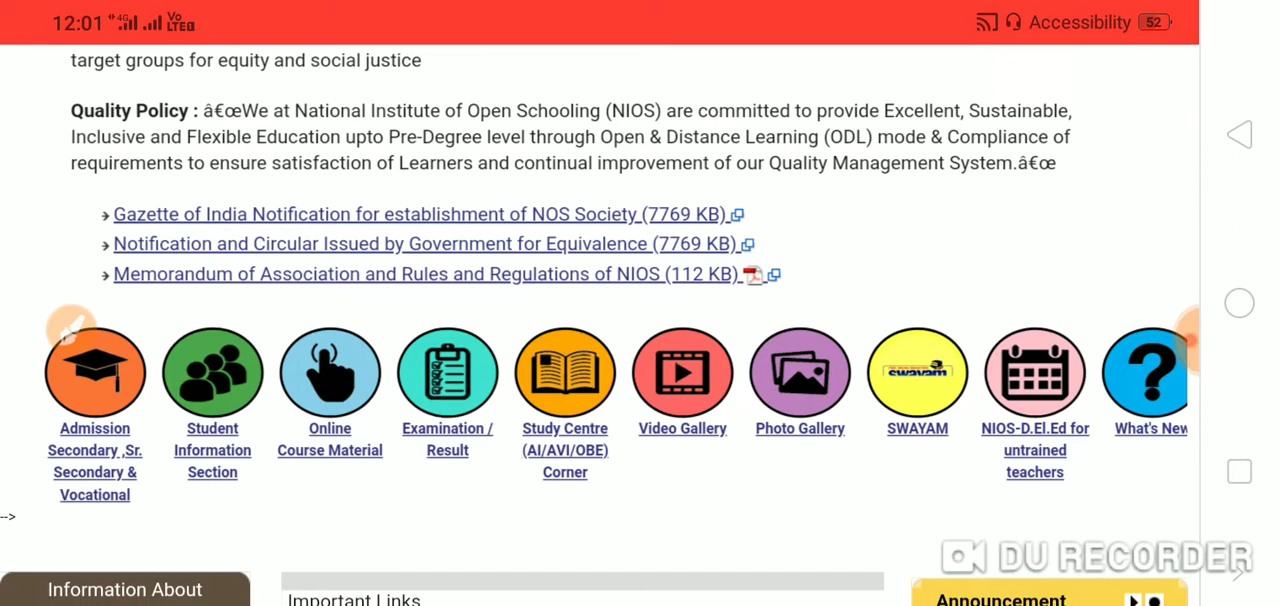 12:01 4G Vo LTE Accessibility 52
target groups for equity and social justice
Quality Policy : â€œWe at National Institute of Open Schooling (NIOS) are committed to provide Excellent, Sustainable,
Inclusive and Flexible Education upto Pre-Degree level through Open & Distance Learning (ODL) mode & Compliance of
requirements to ensure satisfaction of Learners and continual improvement of our Quality Management System.â€œ
Gazette of India Notification for establishment of NOS Society (7769 KB)
Notification and Circular Issued by Government for Equivalence (7769 KB)
Memorandum of Association and Rules and Regulations of NIOS (112 KB)
swayam
Admission
Secondary ,Sr.
Secondary &
Vocational
Student
Information
Section
Online
Course Material
Examination /
Result
Study Centre
(AI/AVI/OBE)
Corner
Video Gallery
Photo Gallery
SWAYAM
NIOS-D.El.Ed for
untrained
teachers
What's New
-->
DU RECORDER
Information About
Important Links
Announcement